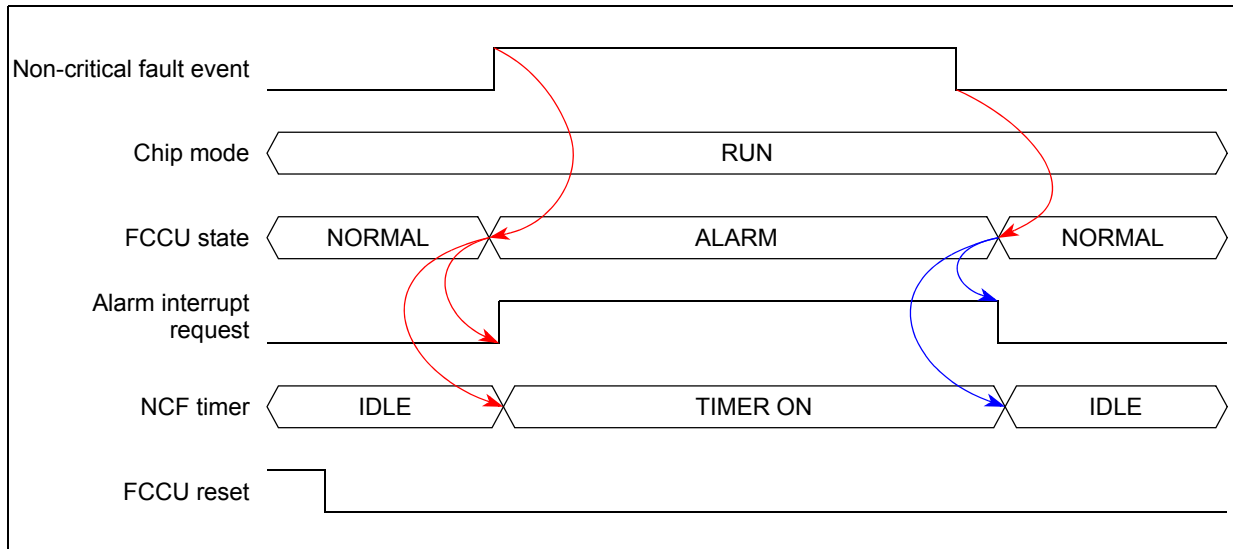 Non-critical fault event
Chip mode
RUN
FCCU state
NORMAL
ALARM
NORMAL
Alarm interrupt
request
NCF timer
IDLE
TIMER ON
IDLE
FCCU reset